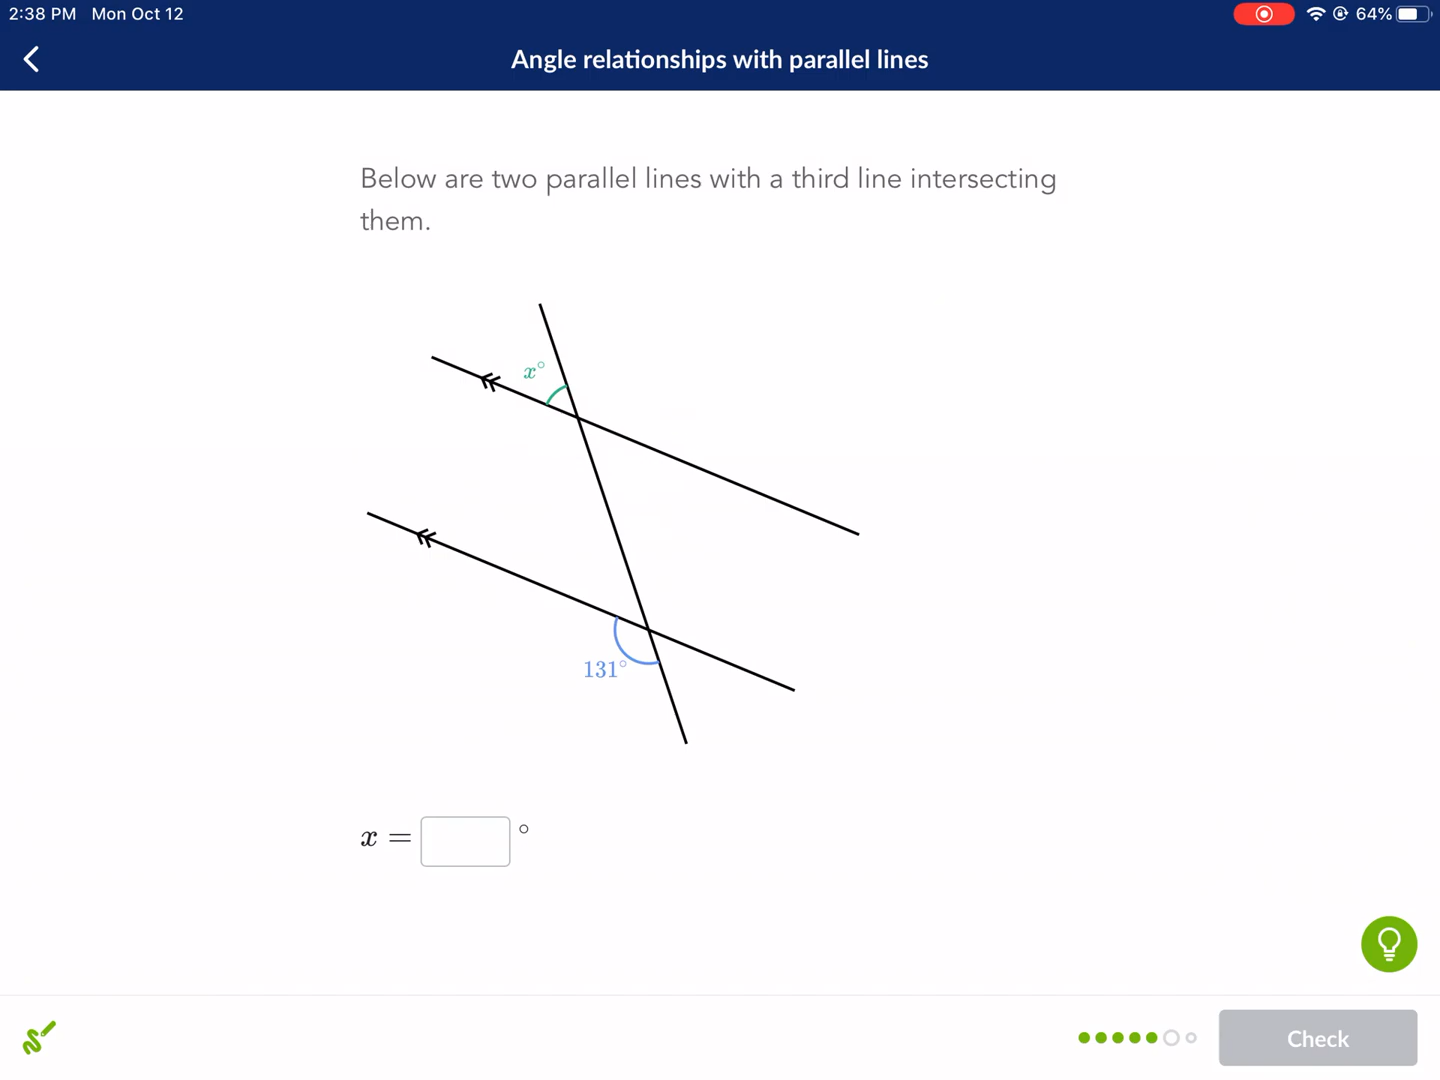 2:38 PM Mon Oct 12
64%
Angle relationships with parallel lines
Below are two parallel lines with a third line intersecting
them.
x°
131°
x = °
Check